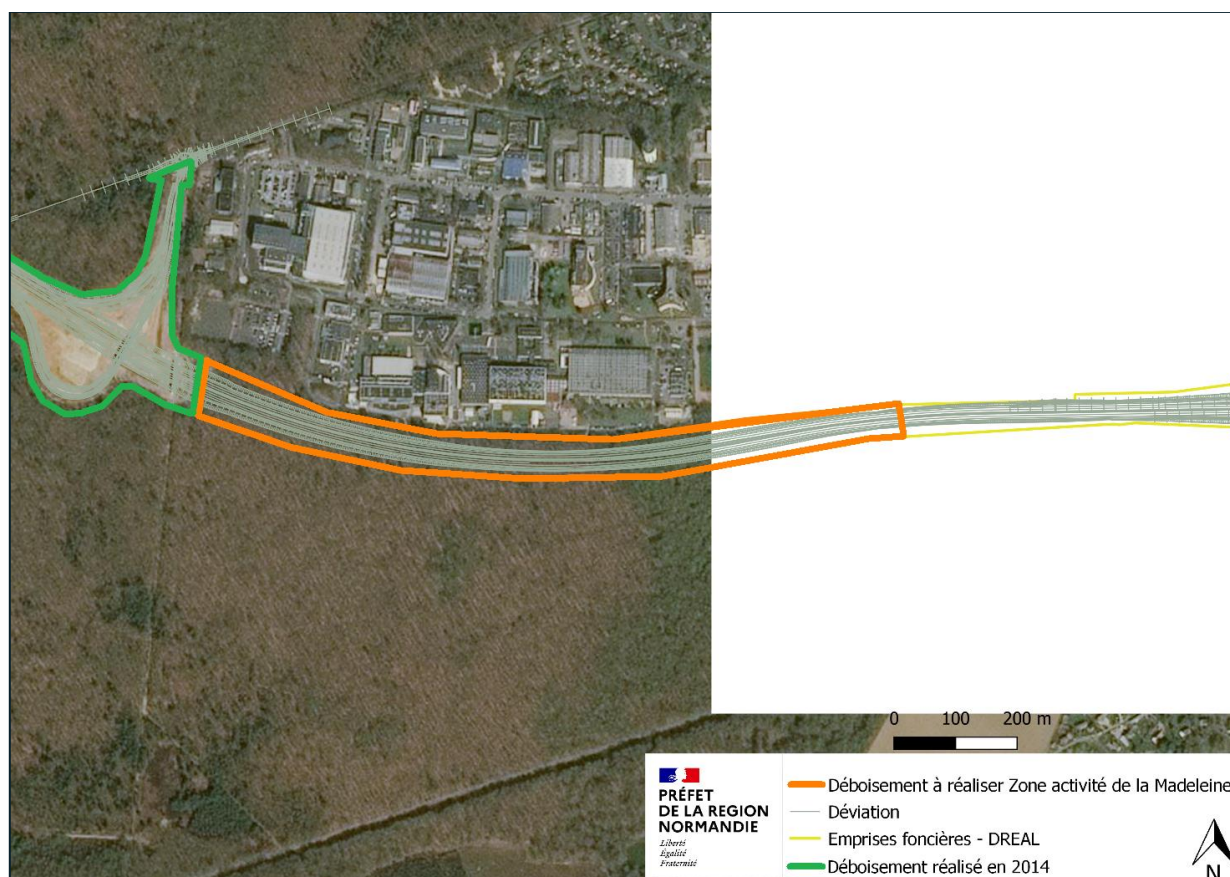 0 100 200 m
PRÉFET
DE LA REGION
NORMANDIE
Liberté
Égalité
Fraternité
Déboisement à réaliser Zone activité de la Madeleine
Déviation
Emprises foncières - DREAL
Déboisement réalisé en 2014
N